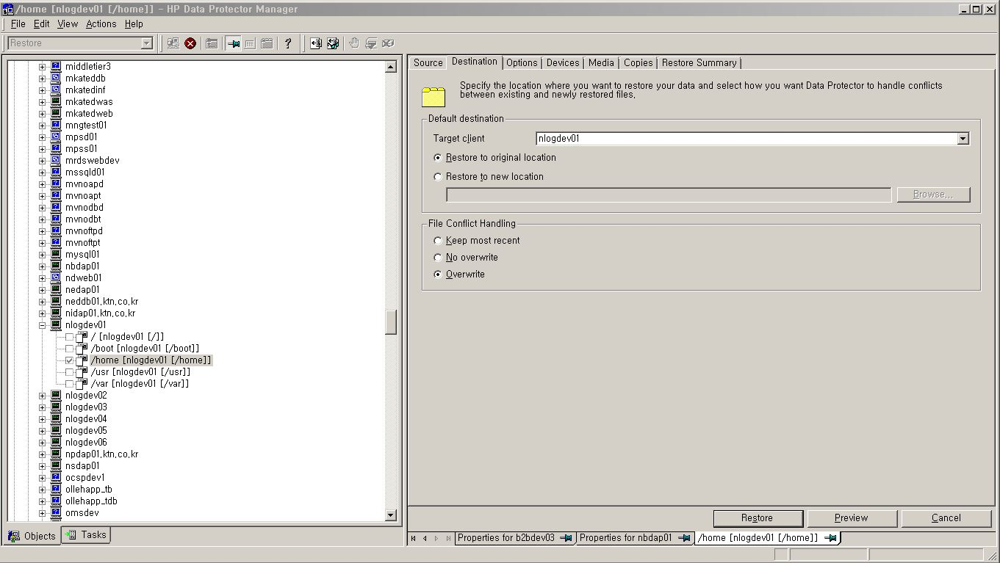 /home [nlogdev01 [/home]] - HP Data Protector Manager
File Edit View Actions Help
Restore
middletier3
mkateddb
mkatedinf
mkatedwas
mkatedweb
mngtest01
mpsd01
mpss01
mrdswebdev
mssqld01
mvnoapd
mvnoapt
mvnodbd
mvnodbt
mvnoftpd
mvnoftpt
mysql01
nbdap01
ndweb01
nedap01
neddb01.ktn.co.kr
nidap01.ktn.co.kr
nlogdev01
/ [nlogdev01 [/]]
/boot [nlogdev01 [/boot]]
/home [nlogdev01 [/home]]
/usr [nlogdev01 [/usr]]
/var [nlogdev01 [/var]]
nlogdev02
nlogdev03
nlogdev04
nlogdev05
nlogdev06
npdap01.ktn.co.kr
nsdap01
ocspdev1
ollehapp_tb
ollehapp_tdb
omsdev
Objects Tasks
Source Destination Options Devices Media Copies Restore Summary
Specify the location where you want to restore your data and select how you want Data Protector to handle conflicts
between existing and newly restored files.
Default destination
Target client nlogdev01
Restore to original location
Restore to new location
Browse...
File Conflict Handling
Keep most recent
No overwrite
Overwrite
Restore Preview Cancel
Properties for b2bdev03 Properties for nbdap01 /home [nlogdev01 [/home]]